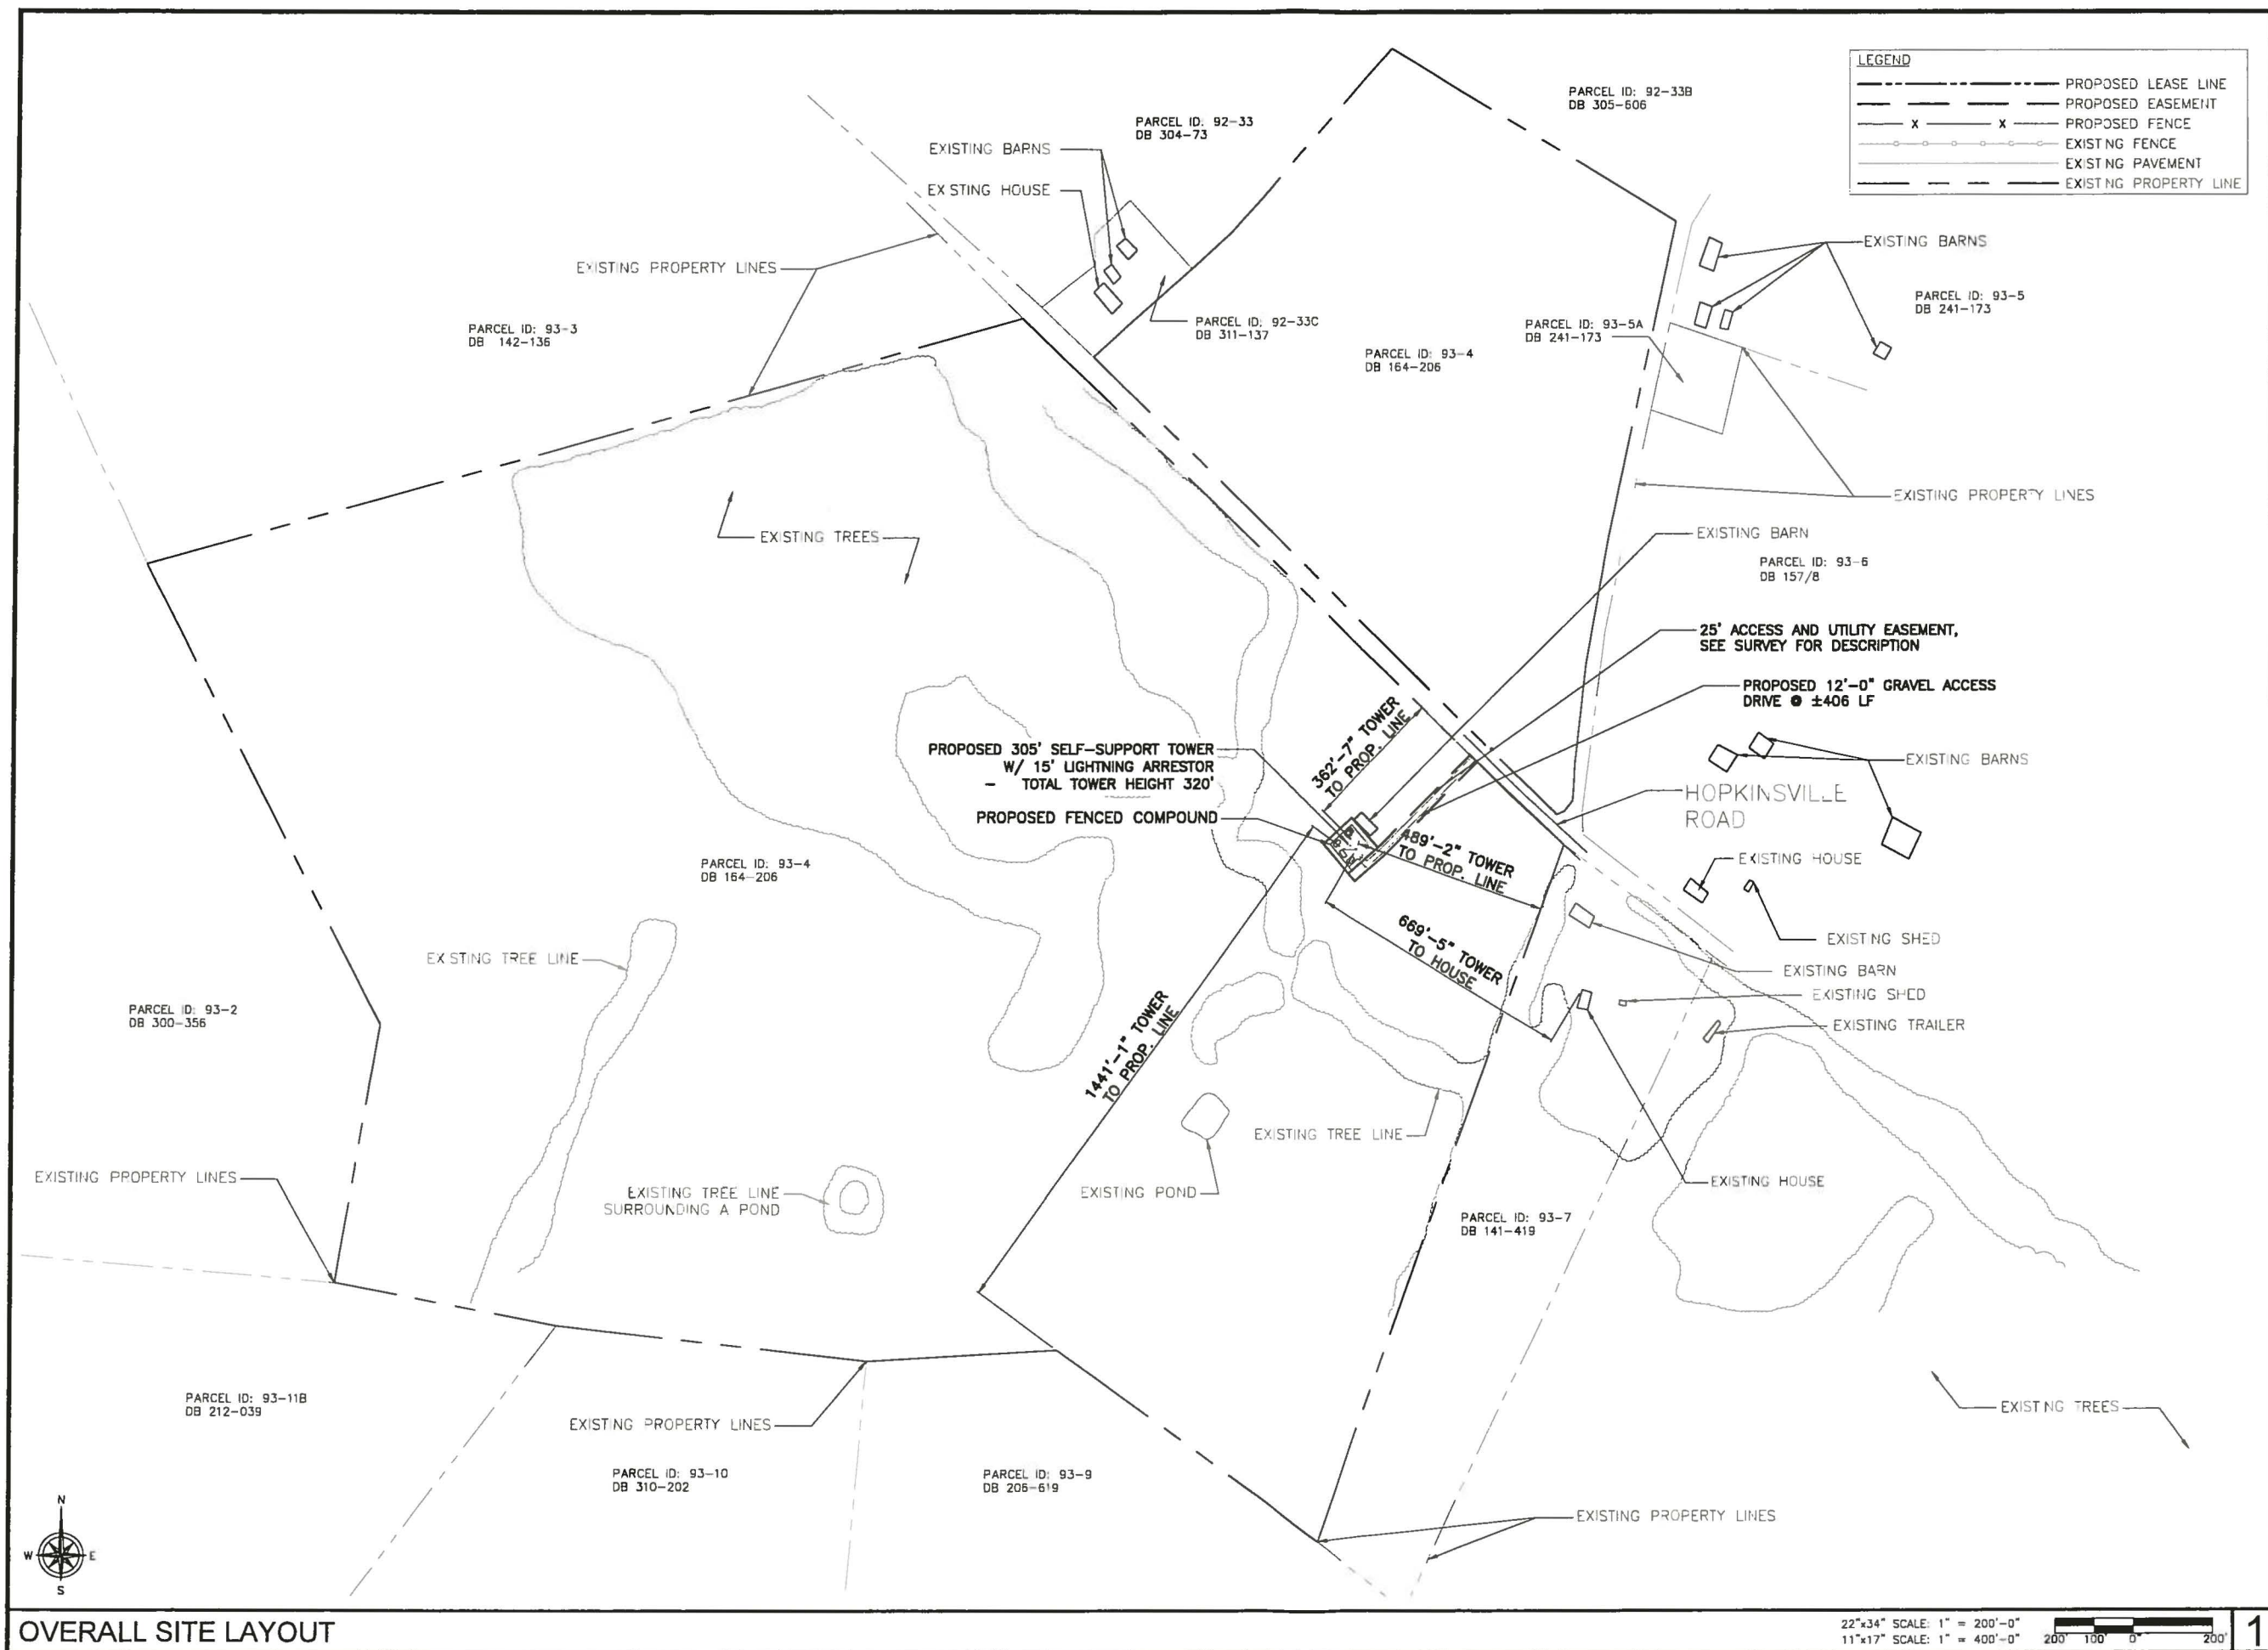 LEGEND
PROPOSED LEASE LINE
PROPOSED EASEMENT
X X PROPOSED FENCE
EXIST NG FENCE
EXIST NG PAVEMENT
EXIST NG PROPERTY LINE
PARCEL ID: 92-33B
DB 305-606
PARCEL ID: 92-33
DB 304-73
EXISTING BARNS
EX STING HOUSE
EXISTING BARNS
EXISTING PROPERTY LINES
PARCEL ID: 93-5
DB 241-173
PARCEL ID: 93-3
DB 142-136
PARCEL ID: 92-33C
DB 311-137
PARCEL ID: 93-5A
DB 241-173
PARCEL ID: 93-4
DB 164-206
EXISTING PROPERTY LINES
EXISTING TREES
EXISTING BARN
PARCEL ID: 93-6
DB 157/8
25' ACCESS AND UTILITY EASEMENT,
SEE SURVEY FOR DESCRIPTION
PROPOSED 12'-0" GRAVEL ACCESS
DRIVE @ ±406 LF
362'-7" TOWER
TO PROP. LINE
PROPOSED 305' SELF-SUPPORT TOWER
W/ 15' LIGHTNING ARRESTOR
- TOTAL TOWER HEIGHT 320'
PROPOSED FENCED COMPOUND
EXISTING BARNS
HOPKINSVILLE
ROAD
489'-2" TOWER
TO PROP. LINE
EXISTING HOUSE
PARCEL ID: 93-4
DB 164-206
669'-5" TOWER
TO HOUSE
EXISTING SHED
EX STING TREE LINE
EXISTING BARN
EXISTING SHED
PARCEL ID: 93-2
DB 300-356
1441'-1" TOWER
TO PROP. LINE
EXISTING TRAILER
EXISTING TREE LINE
EXISTING PROPERTY LINES
EXISTING TREE LINE
SURROUNDING A POND
EXISTING POND
EXISTING HOUSE
PARCEL ID: 93-7
DB 141-419
PARCEL ID: 93-11B
DB 212-039
EXISTING PROPERTY LINES
EXIST NG TREES
PARCEL ID: 93-10
DB 310-202
PARCEL ID: 93-9
DB 206-619
EXISTING PROPERTY LINES
N
W E
S
OVERALL SITE LAYOUT
22"x34" SCALE: 1" = 200'-0"
11"x17" SCALE: 1" = 400'-0"
200' 100' 0" 200'
1